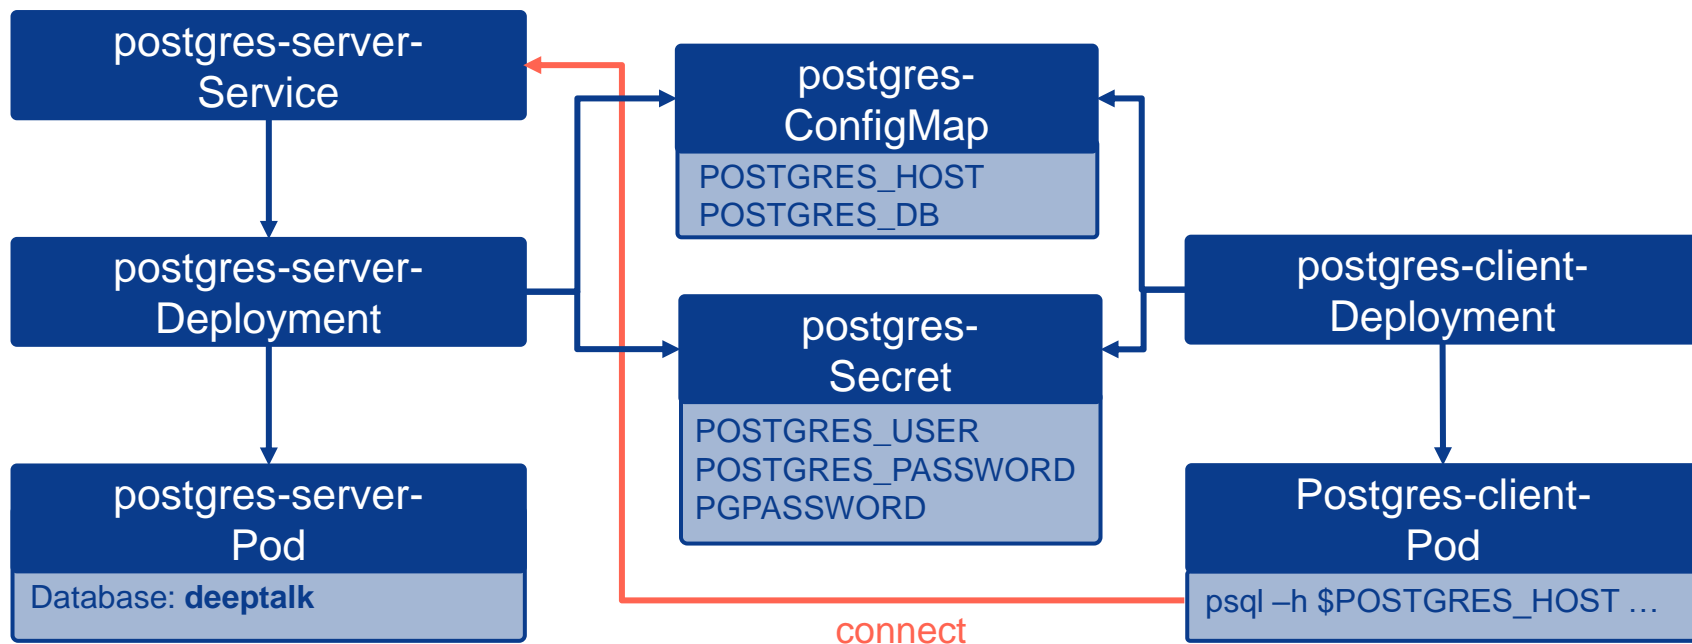 postgres-server-
Service
postgres-server-
Deployment
postgres-server-
Pod
Database: deeptalk
postgres-
ConfigMap
POSTGRES_HOST
POSTGRES_DB
postgres-
Secret
POSTGRES_USER
POSTGRES_PASSWORD
PGPASSWORD
connect
postgres-client-
Deployment
Postgres-client-
Pod
psql –h $POSTGRES_HOST …